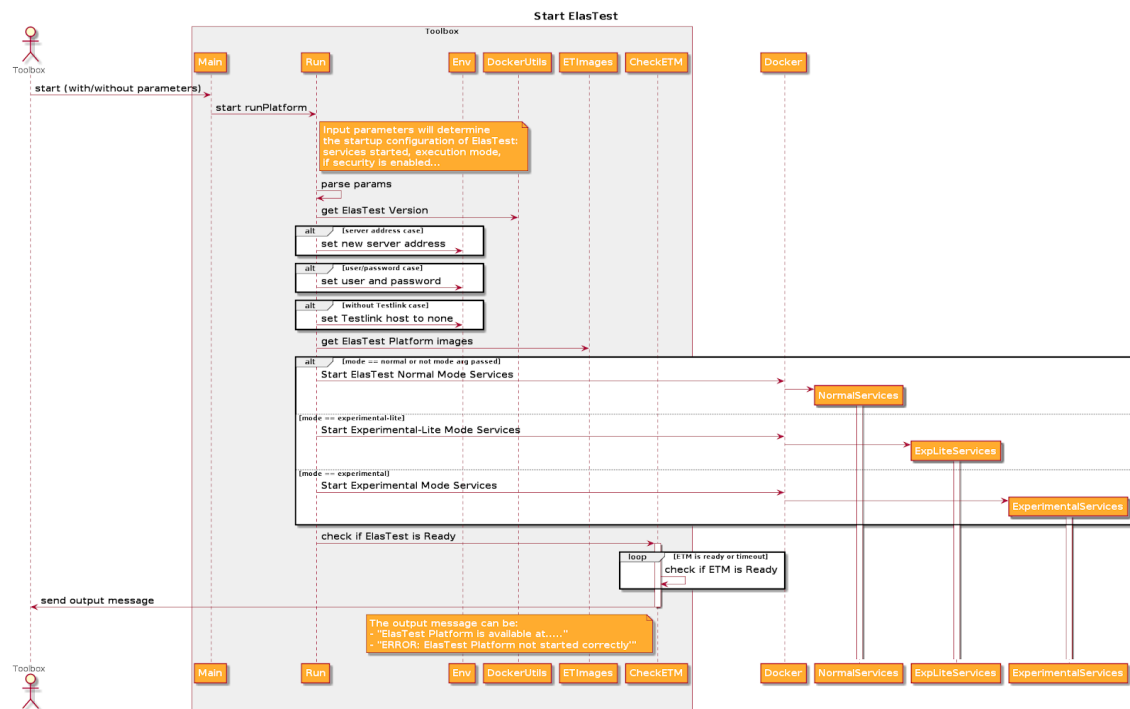 Start ElasTest
Toolbox
Toolbox
Main
Run
Env
DockerUtils
ETImages
CheckETM
Docker
start (with/without parameters)
start runPlatform
Input parameters will determine
the startup configuration of ElasTest:
services started, execution mode,
if security is enabled...
parse params
get ElasTest Version
alt [server address case]
set new server address
alt [user/password case]
set user and password
alt [without Testlink case]
set Testlink host to none
get ElasTest Platform images
alt [mode == normal or not mode arg passed]
Start ElasTest Normal Mode Services
NormalServices
[mode == experimental-lite]
Start Experimental-Lite Mode Services
ExpLiteServices
[mode == experimental]
Start Experimental Mode Services
ExperimentalServices
check if ElasTest is Ready
loop [ETM is ready or timeout]
check if ETM is Ready
send output message
The output message can be:
- "ElasTest Platform is available at....."
- "ERROR: ElasTest Platform not started correctly'"
Toolbox
Main
Run
Env
DockerUtils
ETImages
CheckETM
Docker
NormalServices
ExpLiteServices
ExperimentalServices